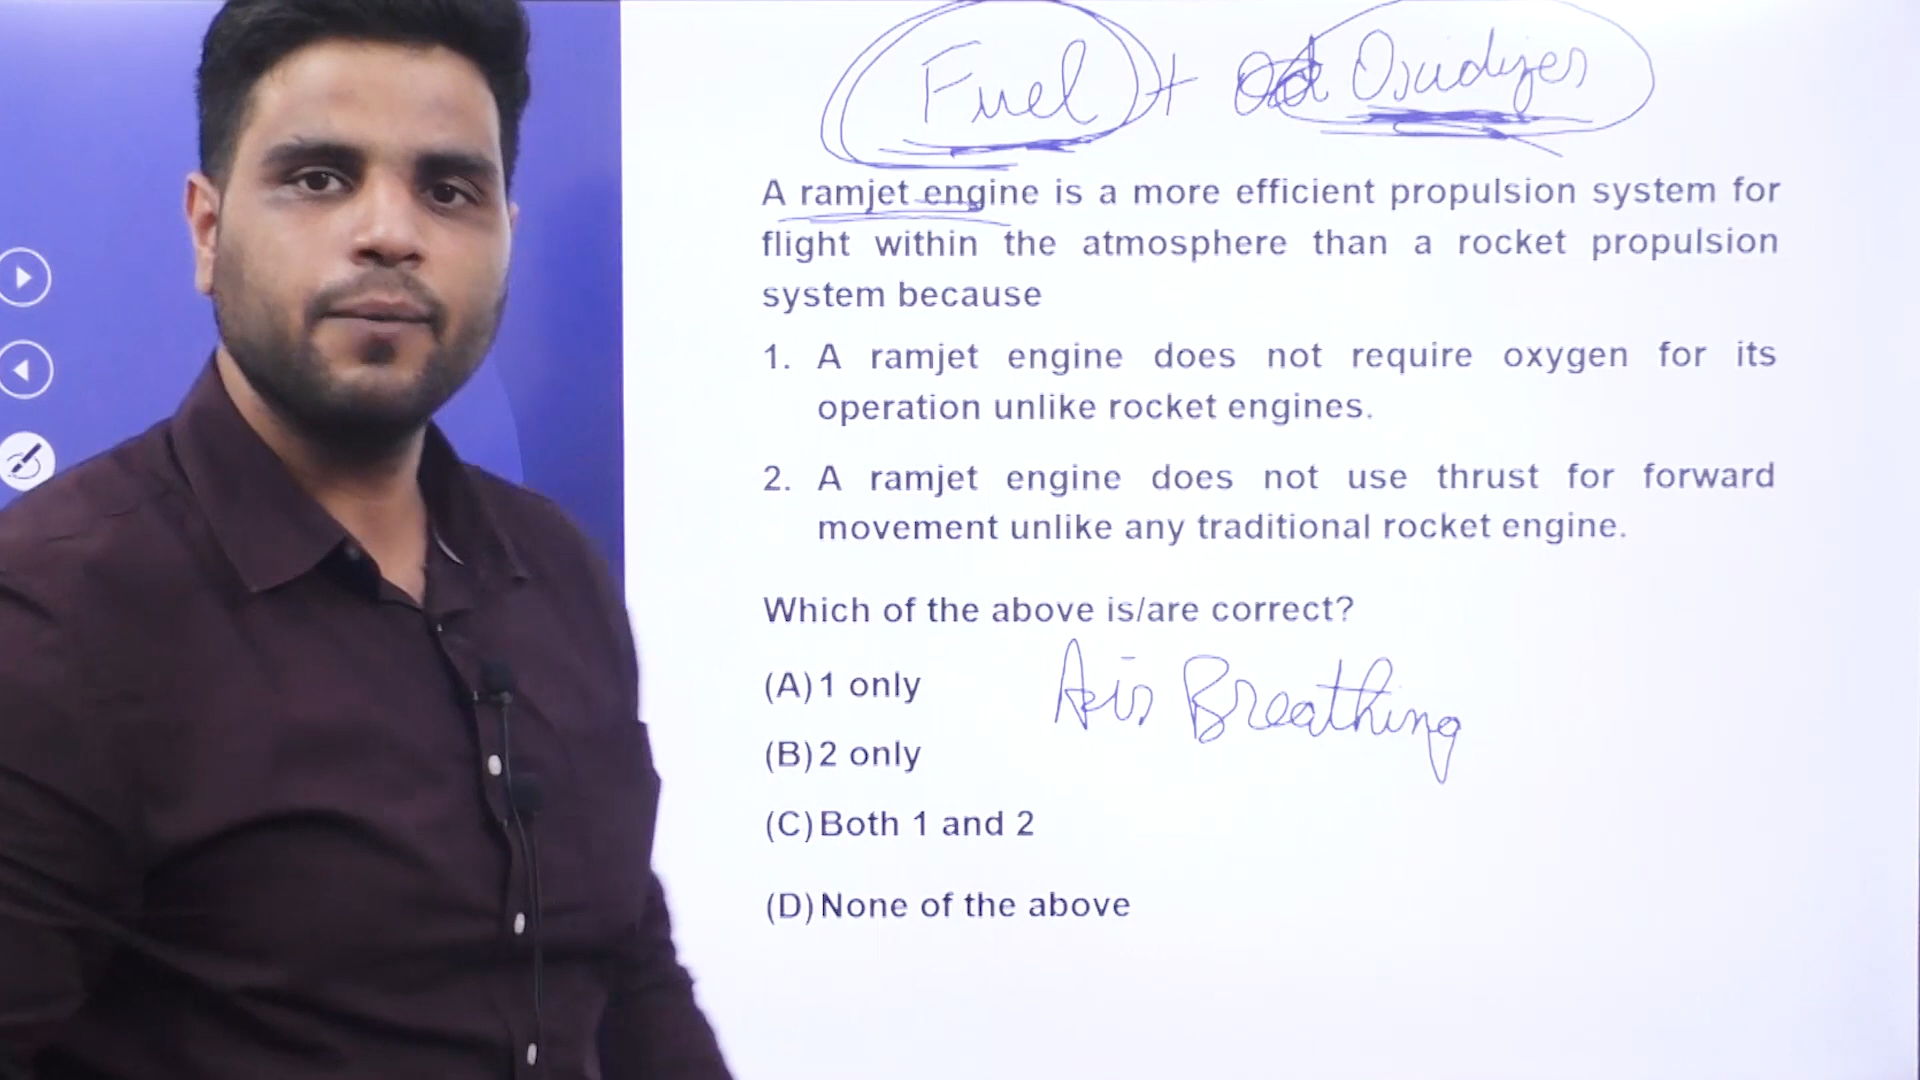 Fuel + Oxidizer
A ramjet engine is a more efficient propulsion system for
flight within the atmosphere than a rocket propulsion
system because
1. A ramjet engine does not require oxygen for its
operation unlike rocket engines.
2. A ramjet engine does not use thrust for forward
movement unlike any traditional rocket engine.
Which of the above is/are correct?
(A) 1 only
Air Breathing
(B) 2 only
(C) Both 1 and 2
(D) None of the above